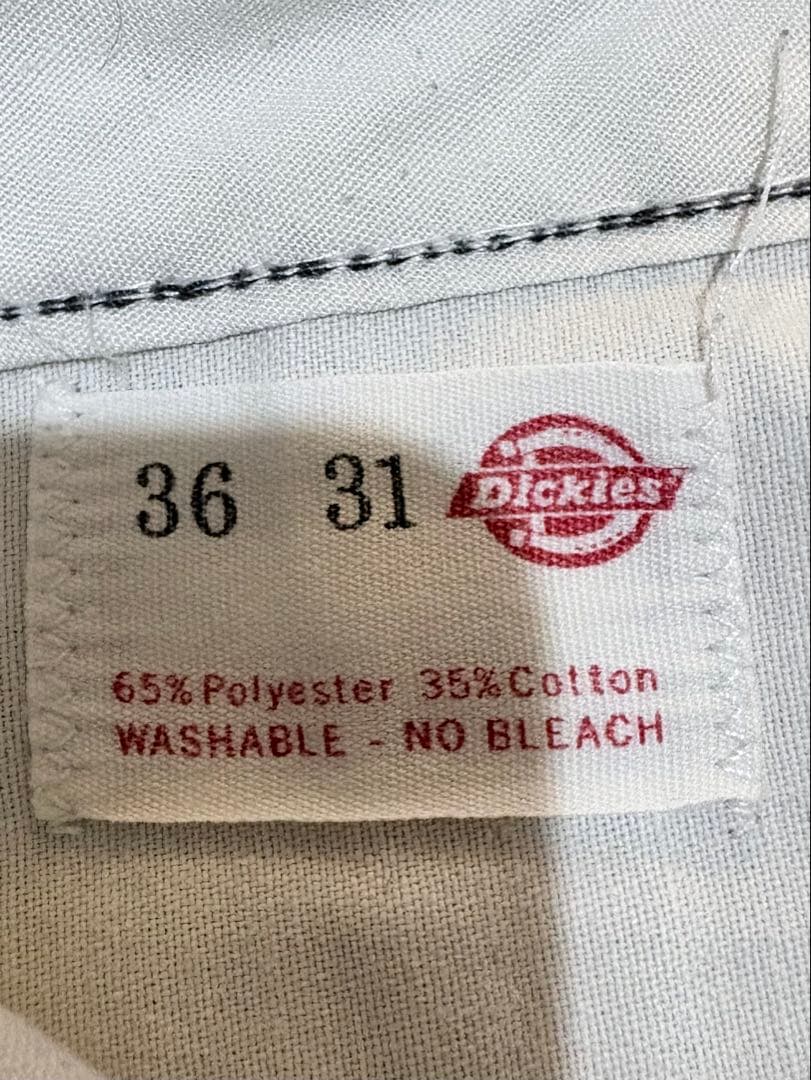 36 31 Dickies
65% Polyester 35% Cotton
WASHABLE - NO BLEACH